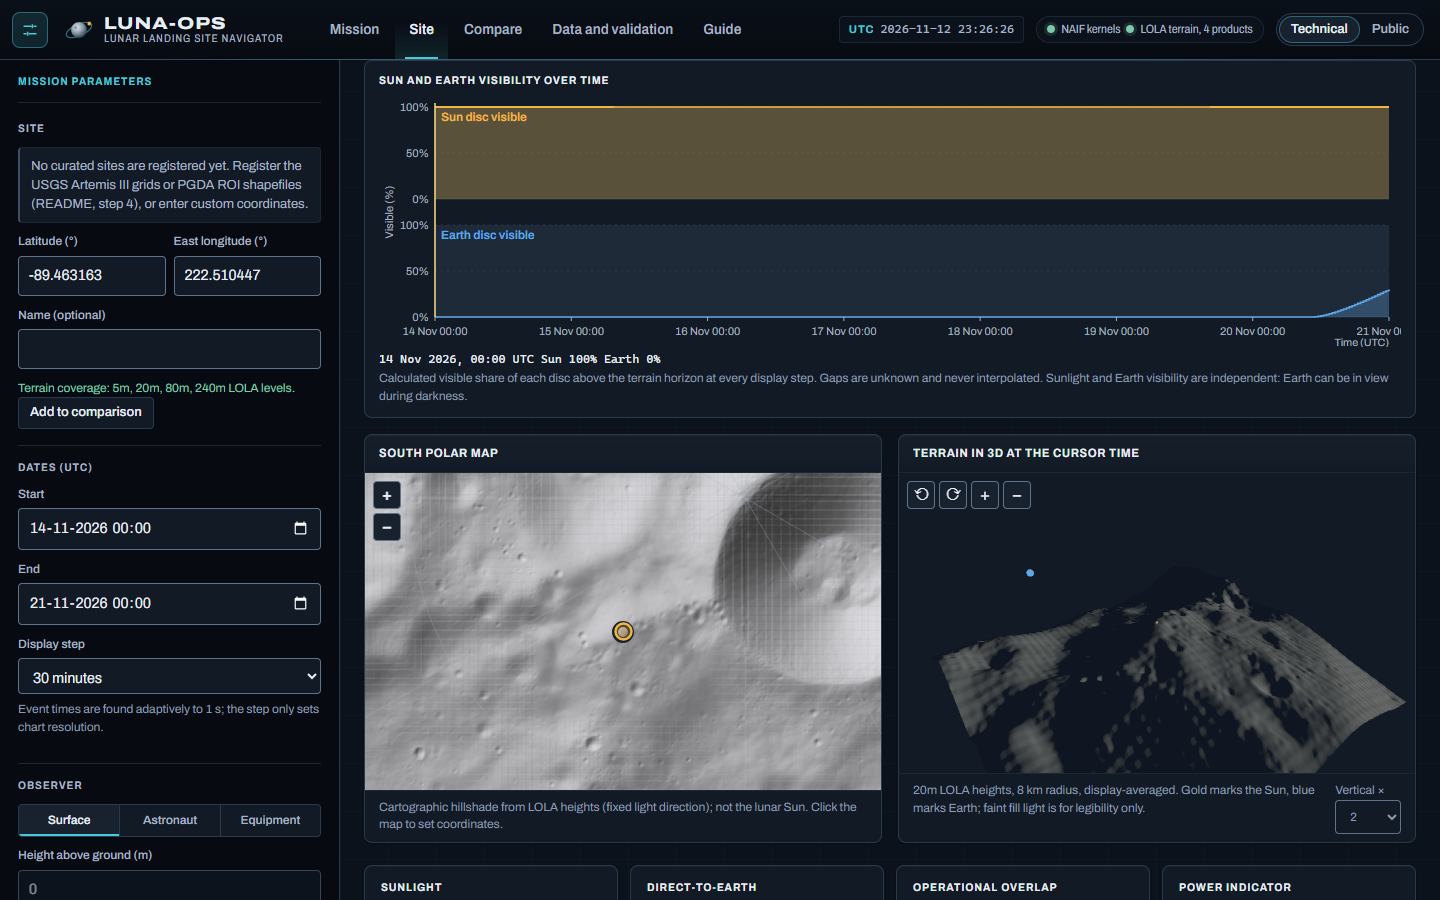 LUNA-OPS
LUNAR LANDING SITE NAVIGATOR
Mission
Site
Compare
Data and validation
Guide
UTC 2026-11-12 23:26:26
NAIF kernels
LOLA terrain, 4 products
Technical
Public
MISSION PARAMETERS
SITE
No curated sites are registered yet. Register the
USGS Artemis III grids or PGDA ROI shapefiles
(README, step 4), or enter custom coordinates.
Latitude (°)
East longitude (°)
-89.463163
222.510447
Name (optional)
Terrain coverage: 5m, 20m, 80m, 240m LOLA levels.
Add to comparison
DATES (UTC)
Start
14-11-2026 00:00
End
21-11-2026 00:00
Display step
30 minutes
Event times are found adaptively to 1 s; the step only sets
chart resolution.
OBSERVER
Surface
Astronaut
Equipment
Height above ground (m)
0
SUN AND EARTH VISIBILITY OVER TIME
100%
Sun disc visible
50%
0%
Visible (%)
100%
Earth disc visible
50%
0%
14 Nov 00:00
15 Nov 00:00
16 Nov 00:00
17 Nov 00:00
18 Nov 00:00
19 Nov 00:00
20 Nov 00:00
21 Nov 0
Time (UTC)
14 Nov 2026, 00:00 UTC Sun 100% Earth 0%
Calculated visible share of each disc above the terrain horizon at every display step. Gaps are unknown and never interpolated. Sunlight and Earth visibility are independent: Earth can be in view
during darkness.
SOUTH POLAR MAP
+
−
Cartographic hillshade from LOLA heights (fixed light direction); not the lunar Sun. Click the
map to set coordinates.
TERRAIN IN 3D AT THE CURSOR TIME
+
−
20m LOLA heights, 8 km radius, display-averaged. Gold marks the Sun, blue
marks Earth; faint fill light is for legibility only.
Vertical ×
2
SUNLIGHT
DIRECT-TO-EARTH
OPERATIONAL OVERLAP
POWER INDICATOR